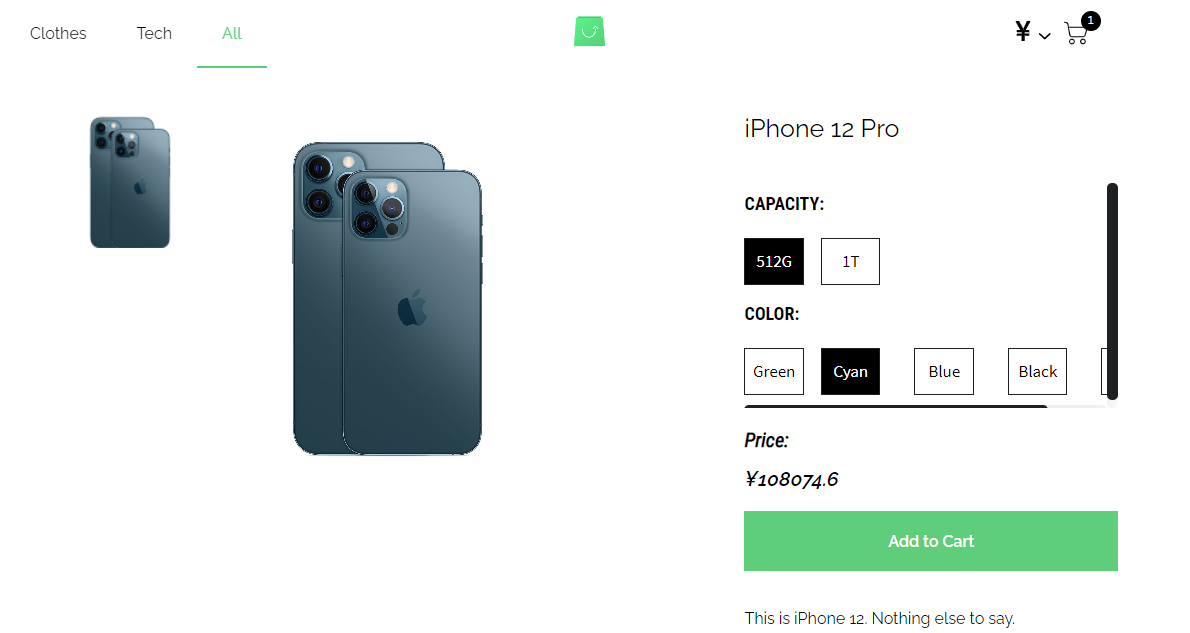 Clothes Tech All ¥ 1
iPhone 12 Pro
CAPACITY:
512G 1T
COLOR:
Green Cyan Blue Black
Price:
¥108074.6
Add to Cart
This is iPhone 12. Nothing else to say.